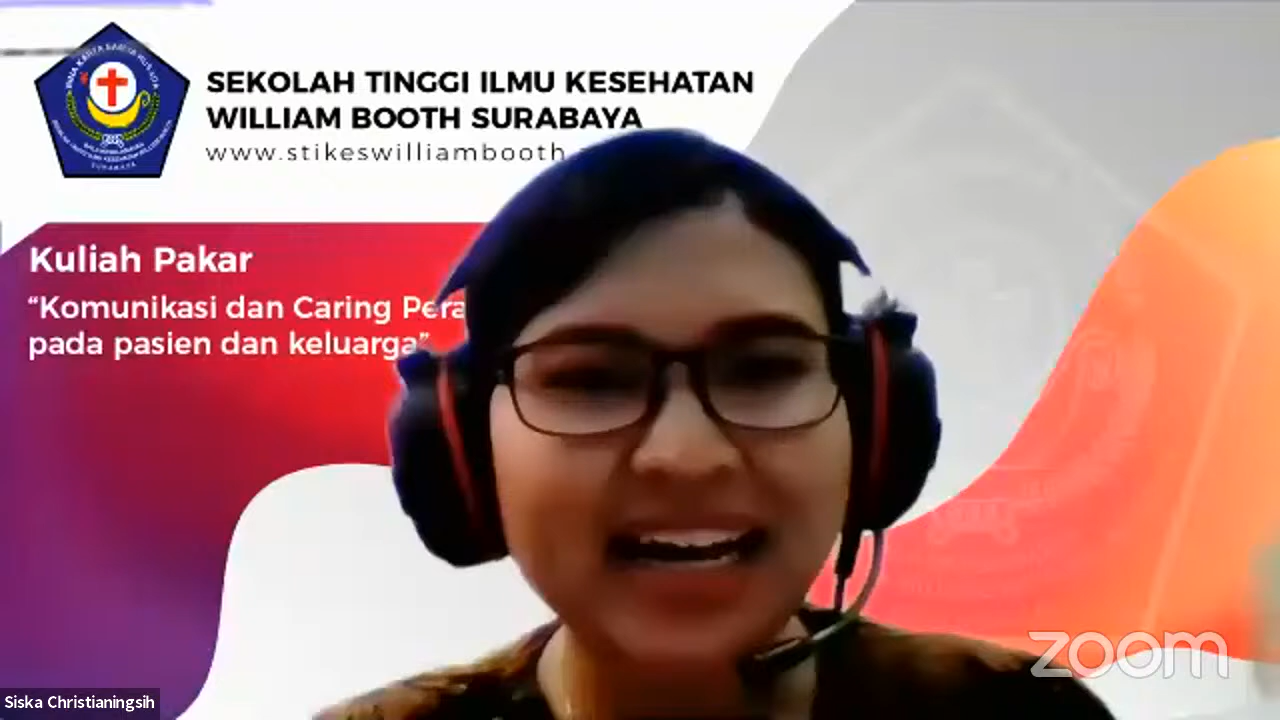 SEKOLAH TINGGI ILMU KESEHATAN
WILLIAM BOOTH SURABAYA
www.stikeswilliambooth
Kuliah Pakar
“Komunikasi dan Caring Pera
pada pasien dan keluarga”
Siska Christianingsih
zoom